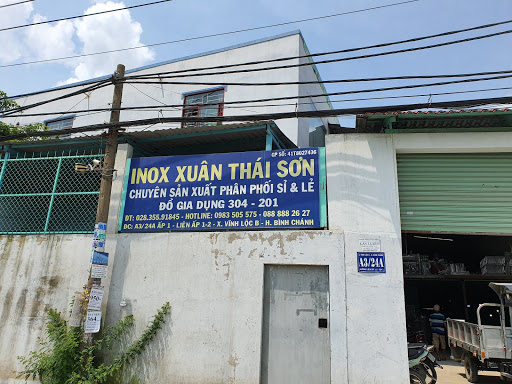 GP SỐ: 41T8027436
INOX XUÂN THÁI SƠN
CHUYÊN SẢN XUẤT PHÂN PHỐI SỈ & LẺ
ĐỒ GIA DỤNG 304 - 201
ĐT: 028.355.91845 - HOTLINE: 0983 505 575 - 088 888 26 27
ĐC: A3/24A ẤP 1 - LIÊN ẤP 1-2 - X. VĨNH LỘC B - H. BÌNH CHÁNH
A3/24A